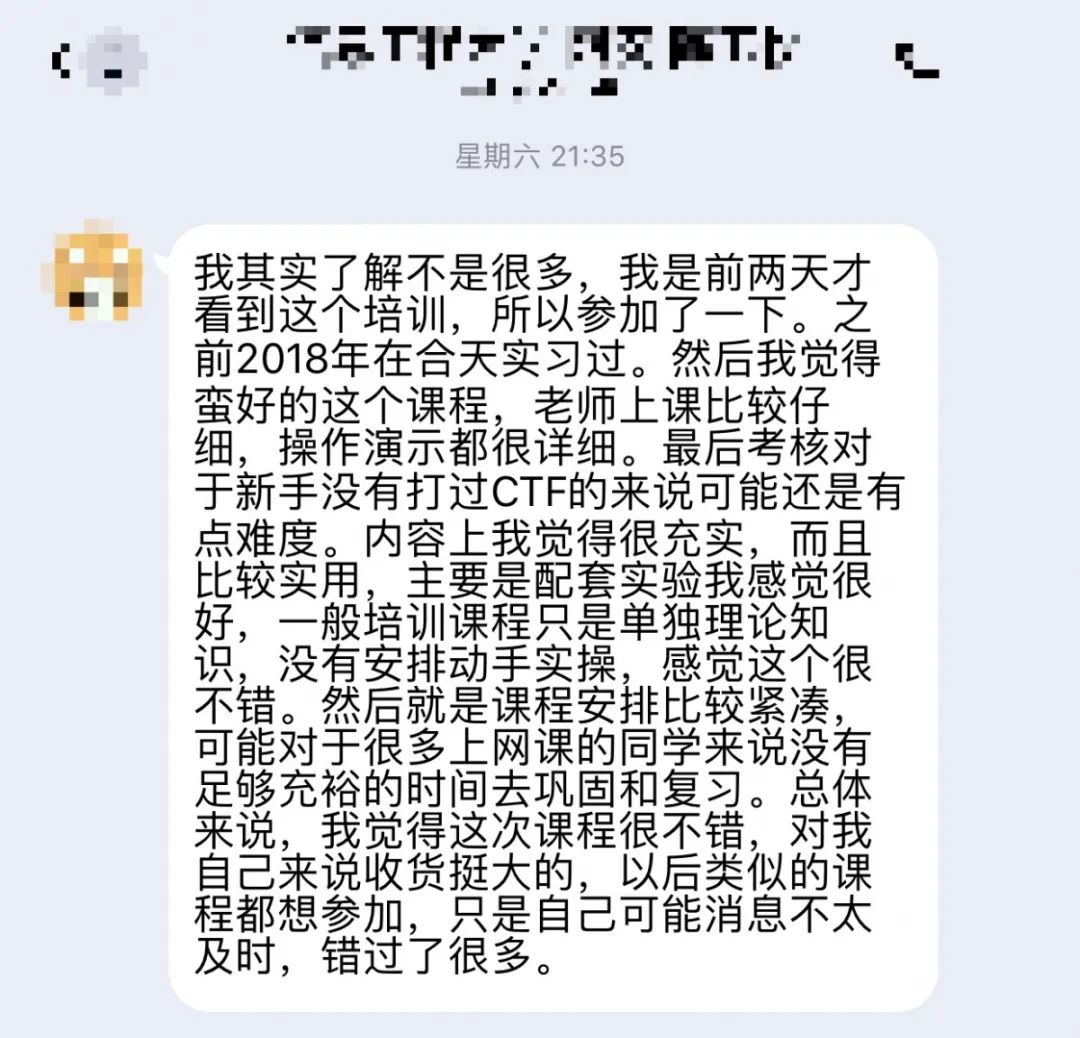 星期六 21:35
我其实了解不是很多，我是前两天才
看到这个培训，所以参加了一下。之
前2018年在合天实习过。然后我觉得
蛮好的这个课程，老师上课比较仔
细，操作演示都很详细。最后考核对
于新手没有打过CTF的来说可能还是有
点难度。内容上我觉得很充实，而且
比较实用，主要是配套实验我感觉很
好，一般培训课程只是单独理论知
识，没有安排动手实操，感觉这个很
不错。然后就是课程安排比较紧凑，
可能对于很多上网课的同学来说没有
足够充裕的时间去巩固和复习。总体
来说，我觉得这次课程很不错，对我
自己来说收货挺大的，以后类似的课
程都想参加，只是自己可能消息不太
及时，错过了很多。